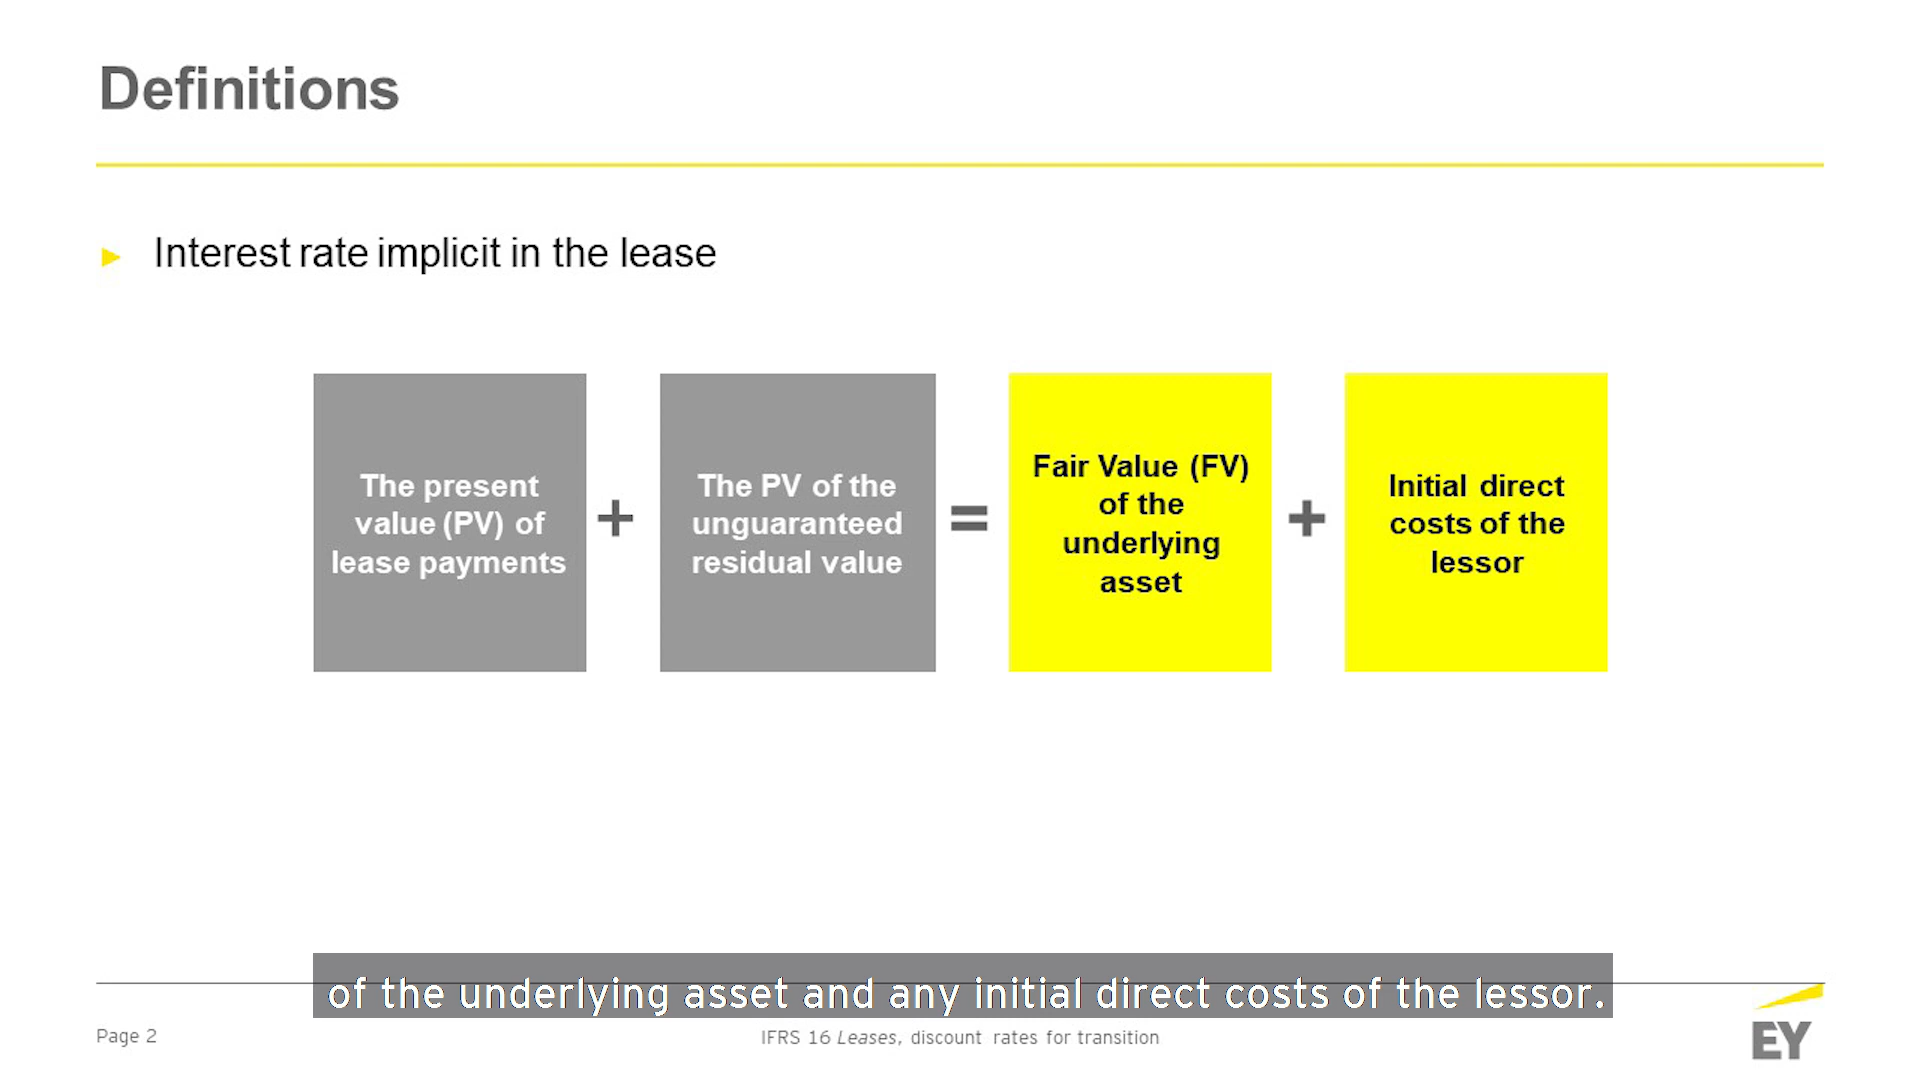 Definitions
► Interest rate implicit in the lease
The present
value (PV) of
lease payments
+
The PV of the
unguaranteed
residual value
=
Fair Value (FV)
of the
underlying
asset
+
Initial direct
costs of the
lessor
of the underlying asset and any initial direct costs of the lessor.
Page 2
IFRS 16 Leases, discount rates for transition
EY